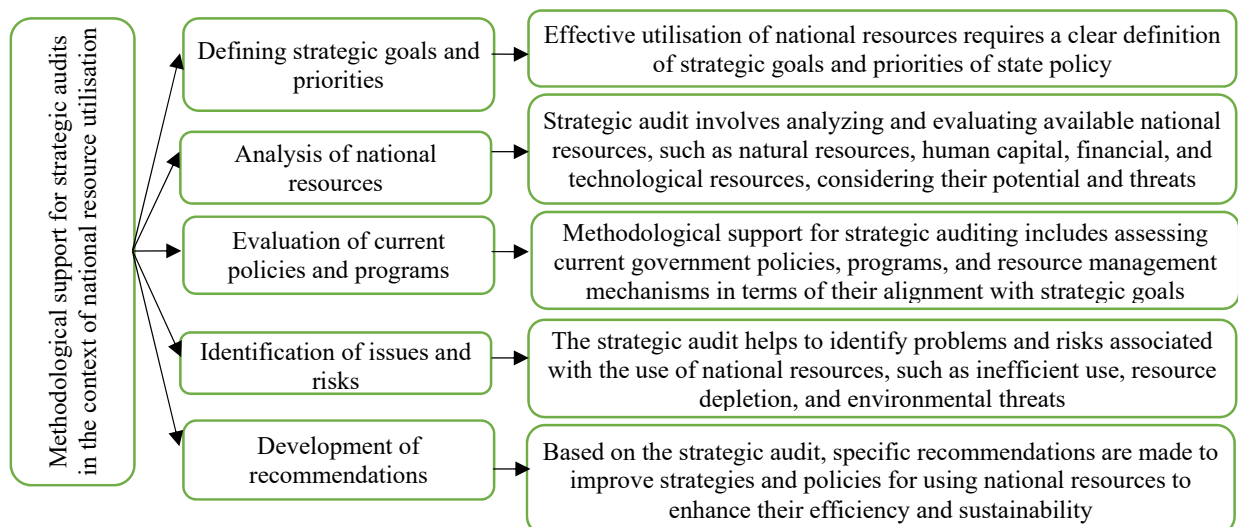 Methodological support for strategic audits
in the context of national resource utilisation
Defining strategic goals and
priorities
Effective utilisation of national resources requires a clear definition
of strategic goals and priorities of state policy
Analysis of national
resources
Strategic audit involves analyzing and evaluating available national
resources, such as natural resources, human capital, financial, and
technological resources, considering their potential and threats
Evaluation of current
policies and programs
Methodological support for strategic auditing includes assessing
current government policies, programs, and resource management
mechanisms in terms of their alignment with strategic goals
Identification of issues and
risks
The strategic audit helps to identify problems and risks associated
with the use of national resources, such as inefficient use, resource
depletion, and environmental threats
Development of
recommendations
Based on the strategic audit, specific recommendations are made to
improve strategies and policies for using national resources to
enhance their efficiency and sustainability